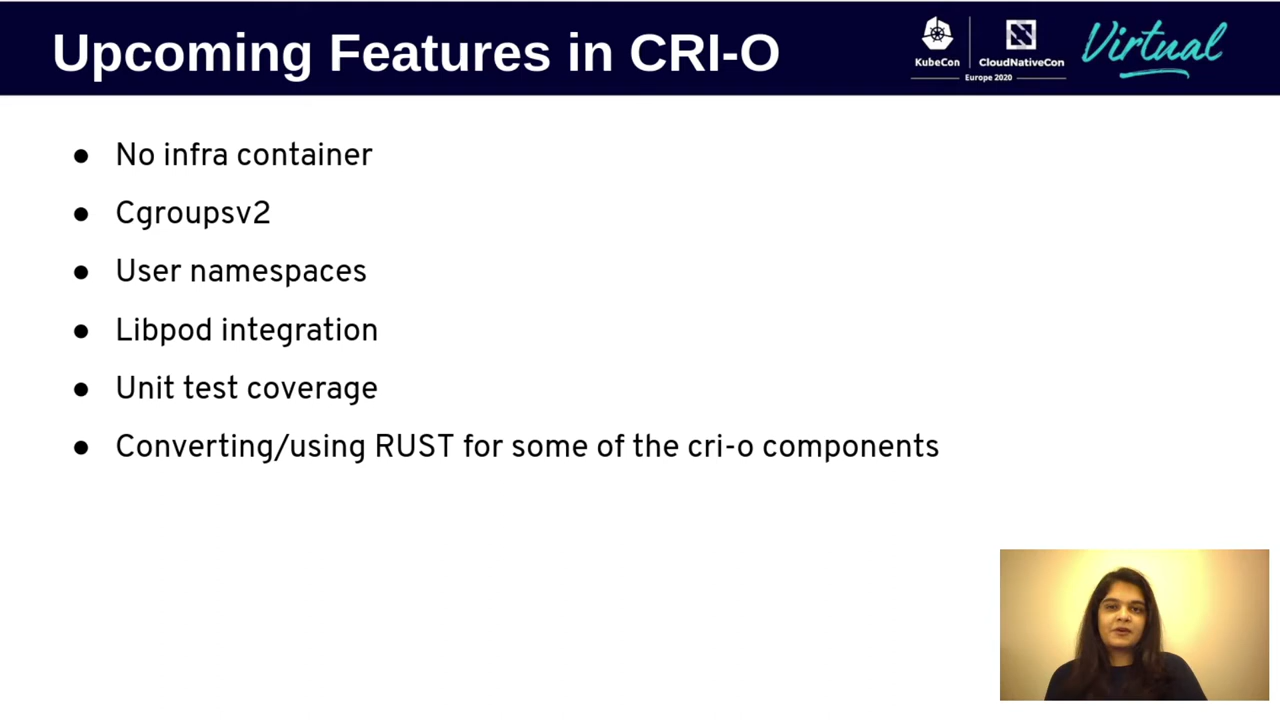 Upcoming Features in CRI-O
KubeCon
CloudNativeCon
Europe 2020
Virtual
● No infra container
● Cgroupsv2
● User namespaces
● Libpod integration
● Unit test coverage
● Converting/using RUST for some of the cri-o components